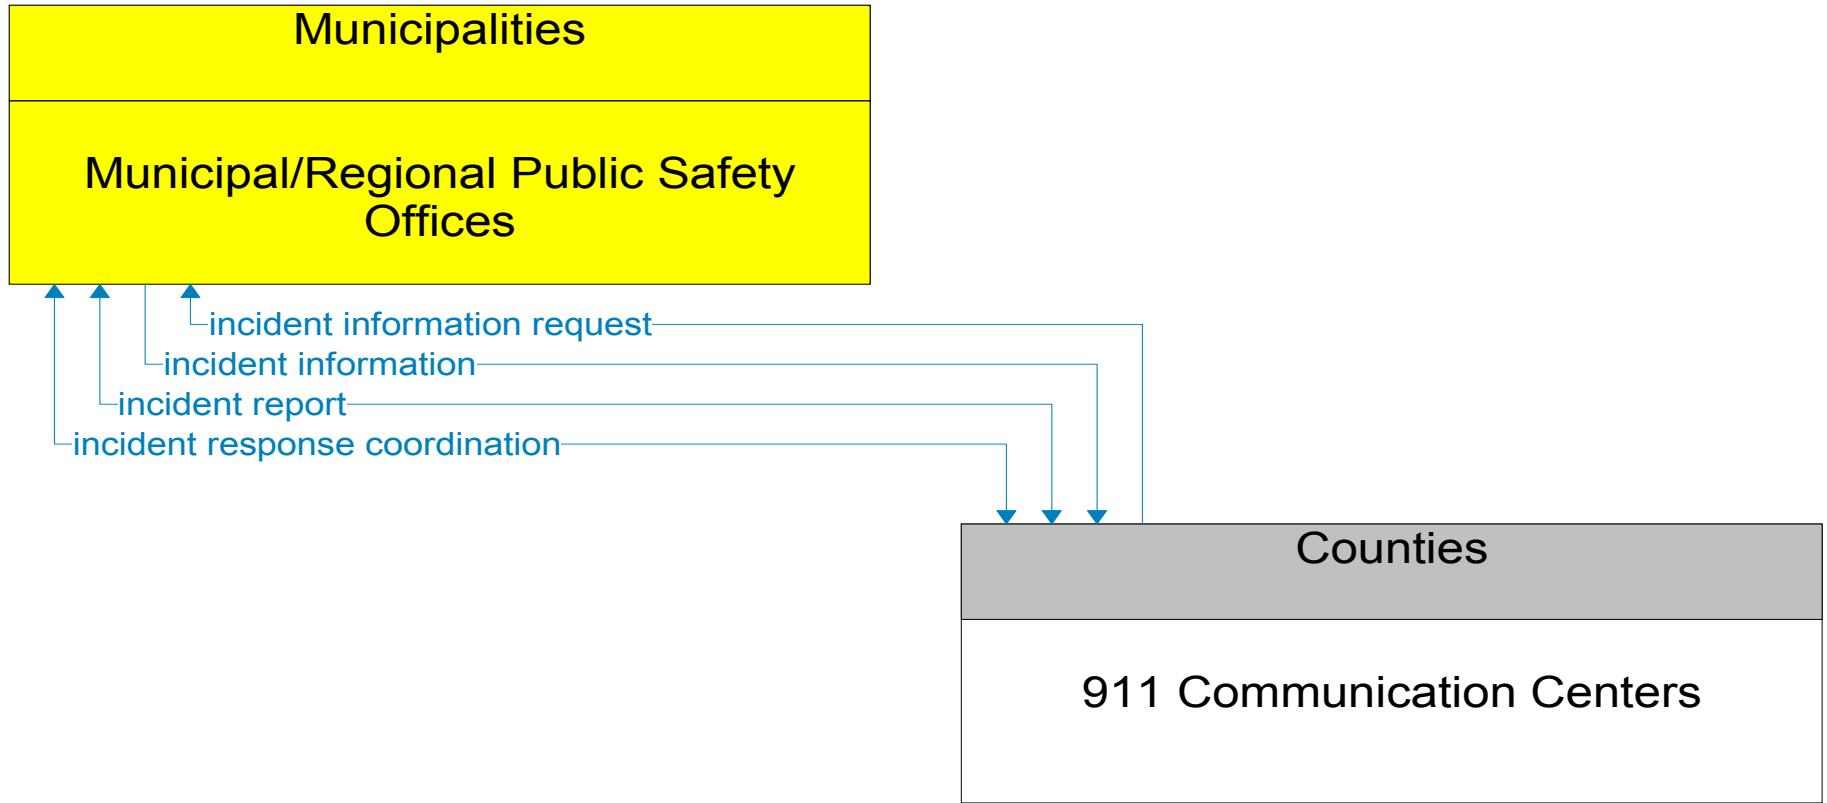 Municipalities
Municipal/Regional Public Safety
Offices
incident information request
incident information
incident report
incident response coordination
Counties
911 Communication Centers